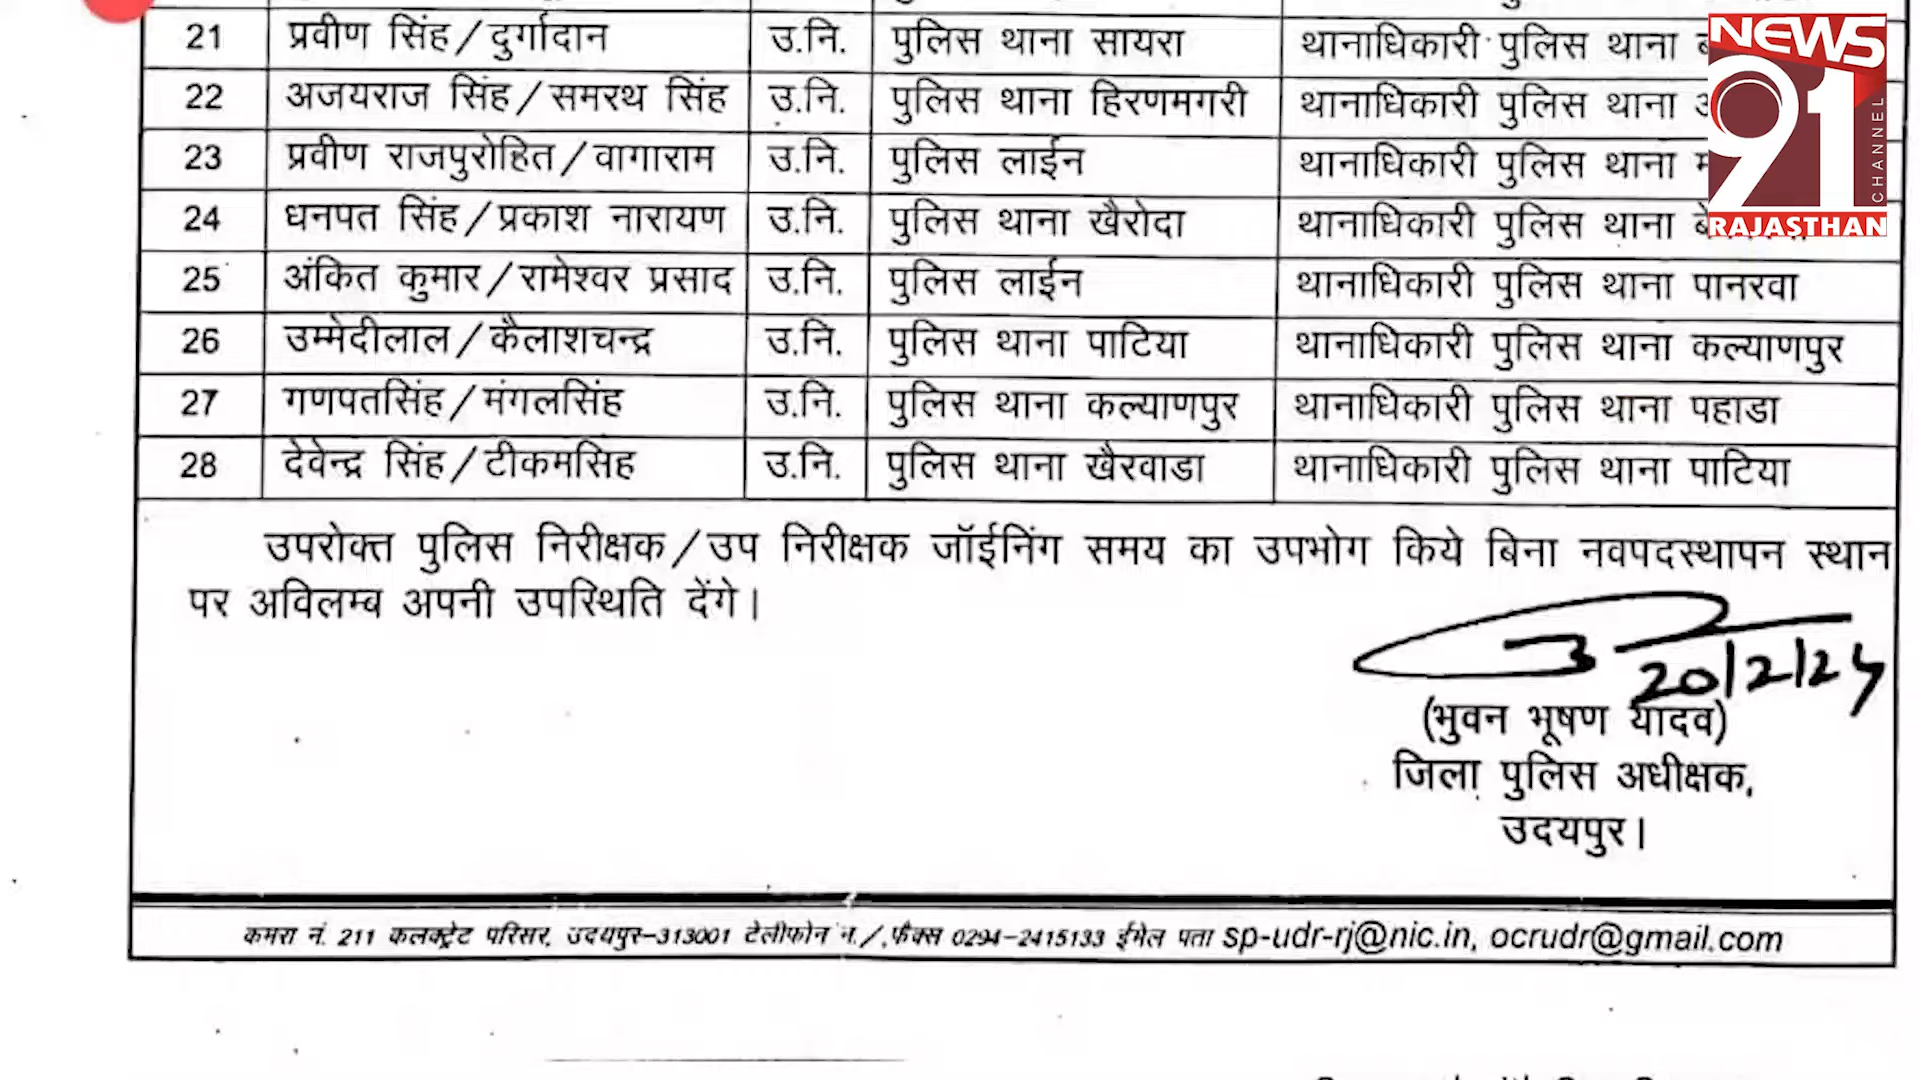 21 प्रवीण सिंह/दुर्गादान उ.नि. पुलिस थाना सायरा थानाधिकारी पुलिस थाना
22 अजयराज सिंह/समरथ सिंह उ.नि. पुलिस थाना हिरणमगरी थानाधिकारी पुलिस थाना
23 प्रवीण राजपुरोहित/वागाराम उ.नि. पुलिस लाईन थानाधिकारी पुलिस थाना
24 धनपत सिंह/प्रकाश नारायण उ.नि. पुलिस थाना खैरोदा थानाधिकारी पुलिस थाना
25 अंकित कुमार/रामेश्वर प्रसाद उ.नि. पुलिस लाईन थानाधिकारी पुलिस थाना पानरवा
26 उम्मेदीलाल/कैलाशचन्द्र उ.नि. पुलिस थाना पाटिया थानाधिकारी पुलिस थाना कल्याणपुर
27 गणपतसिंह/मंगलसिंह उ.नि. पुलिस थाना कल्याणपुर थानाधिकारी पुलिस थाना पहाडा
28 देवेन्द्र सिंह/टीकमसिह उ.नि. पुलिस थाना खैरवाडा थानाधिकारी पुलिस थाना पाटिया
उपरोक्त पुलिस निरीक्षक/उप निरीक्षक जॉईनिंग समय का उपभोग किये बिना नवपदस्थापन स्थान
पर अविलम्ब अपनी उपस्थिति देंगे।
20/2/24
(भुवन भूषण यादव)
जिला पुलिस अधीक्षक,
उदयपुर।
कमरा नं. 211 कलक्ट्रेट परिसर, उदयपुर-313001 टेलीफोन न./,फैक्स 0294-2415133 ईमेल पता sp-udr-rj@nic.in, ocrudr@gmail.com
NEWS
91
CHANNEL
RAJASTHAN